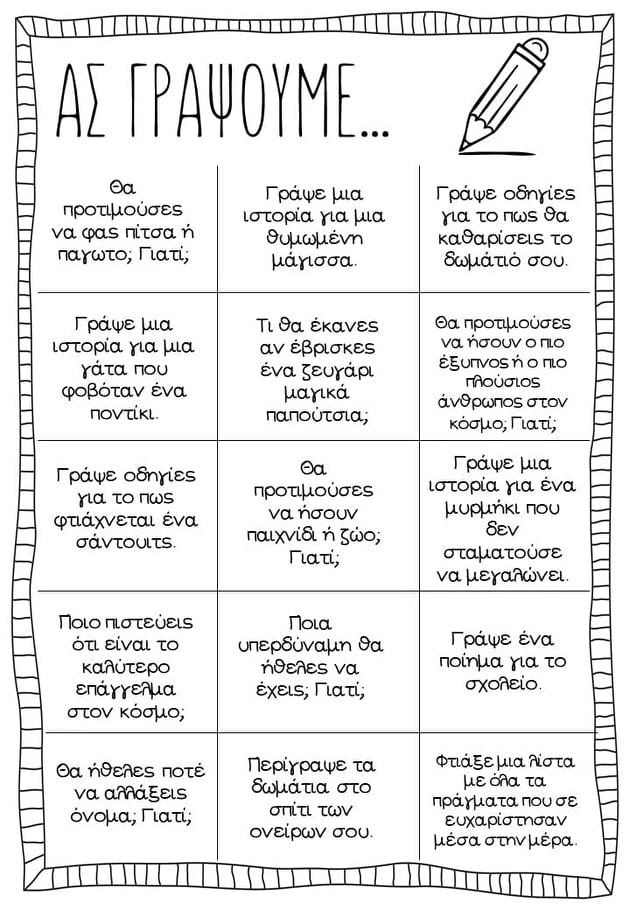 ΑΣ ΓΡΑΨΟΥΜΕ...
Θα
προτιμούσες
να φας πίτσα ή
παγωτο; Γιατί;
Γράψε μια
ιστορία για μια
θυμωμένη
μάγισσα.
Γράψε οδηγίες
για το πως θα
καθαρίσεις το
δωμάτιό σου.
Γράψε μια
ιστορία για μια
γάτα που
φοβόταν ένα
ποντίκι.
Τι θα έκανες
αν έβρισκες
ένα ζευγάρι
μαγικά
παπούτσια;
Θα προτιμούσες
να ήσουν ο πιο
έξυπνος ή ο πιο
πλούσιος
άνθρωπος στον
κόσμο; Γιατί;
Γράψε οδηγίες
για το πως
φτιάχνεται ένα
σάντουιτς.
Θα
προτιμούσες
να ήσουν
παιχνίδι ή ζώο;
Γιατί;
Γράψε μια
ιστορία για ένα
μυρμήκι που
δεν
σταματούσε
να μεγαλώνει.
Ποιο πιστεύεις
ότι είναι το
καλύτερο
επάγγελμα
στον κόσμο;
Ποια
υπερδύναμη θα
ήθελες να
έχεις; Γιατί;
Γράψε ένα
ποίημα για το
σχολείο.
Θα ήθελες ποτέ
να αλλάξεις
όνομα; Γιατί;
Περίγραψε τα
δωμάτια στο
σπίτι των
ονείρων σου.
Φτιάξε μια λίστα
με όλα τα
πράγματα που σε
ευχαρίστησαν
μέσα στην μέρα.